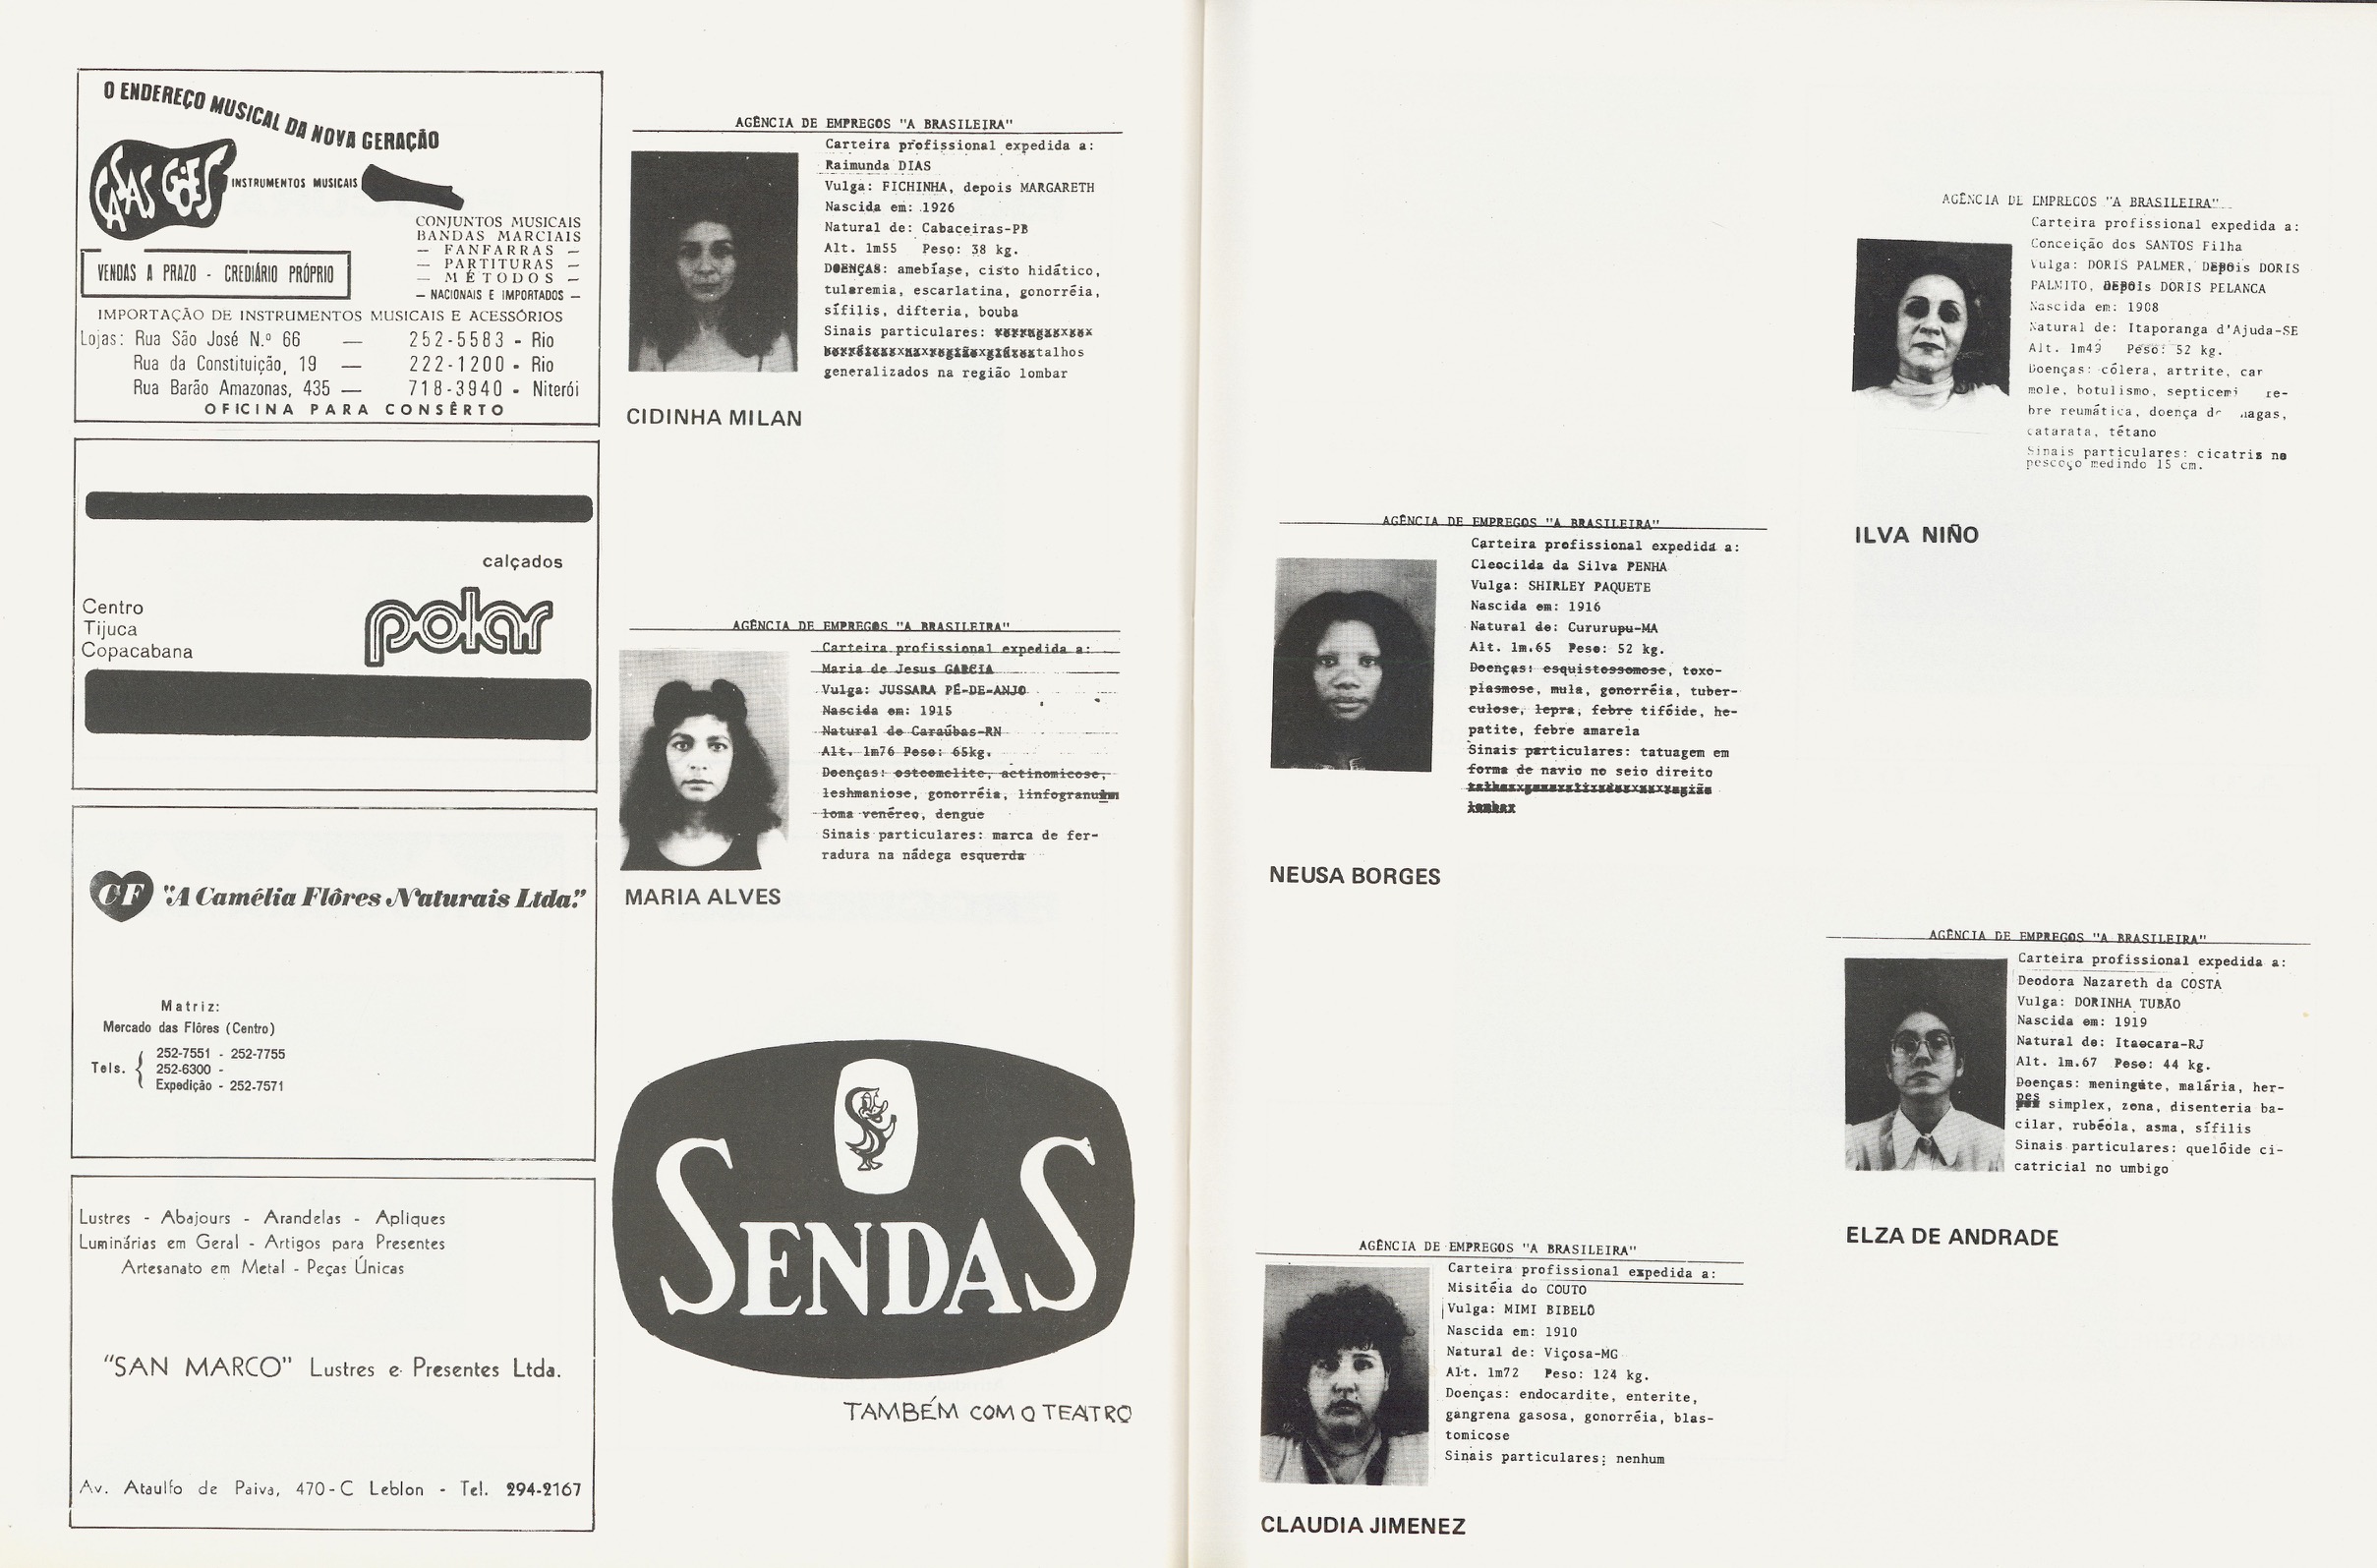 O ENDEREÇO MUSICAL DA NOVA GERAÇÃO
CASAS GÖES
INSTRUMENTOS MUSICAIS
CONJUNTOS MUSICAIS
BANDAS MARCIAIS
— FANFARRAS —
— PARTITURAS —
— MÉTODOS —
— NACIONAIS E IMPORTADOS —
VENDAS A PRAZO - CREDIÁRIO PRÓPRIO
IMPORTAÇÃO DE INSTRUMENTOS MUSICAIS E ACESSÓRIOS
Lojas: Rua São José N.º 66 — 252-5583 - Rio
Rua da Constituição, 19 — 222-1200 - Rio
Rua Barão Amazonas, 435 — 718-3940 - Niterói
OFICINA PARA CONSÊRTO
calçados
polar
Centro
Tijuca
Copacabana
CF "A Camélia Flôres Naturais Ltda."
Matriz:
Mercado das Flôres (Centro)
Tels.
252-7551 - 252-7755
252-6300 -
Expedição - 252-7571
Lustres - Abajours - Arandelas - Apliques
Luminárias em Geral - Artigos para Presentes
Artesanato em Metal - Peças Únicas
"SAN MARCO" Lustres e Presentes Ltda.
Av. Ataulfo de Paiva, 470-C Leblon - Tel. 294-2167
AGÊNCIA DE EMPREGOS "A BRASILEIRA"
Carteira profissional expedida a:
Raimunda DIAS
Vulga: FICHINHA, depois MARGARETH
Nascida em: 1926
Natural de: Cabaceiras-PB
Alt. 1m55 Peso: 38 kg.
DOENÇAS: amebíase, cisto hidático,
tularemia, escarlatina, gonorréia,
sífilis, difteria, bouba
Sinais particulares:
talhos
generalizados na região lombar
CIDINHA MILAN
AGÊNCIA DE EMPREGOS "A BRASILEIRA"
Carteira profissional expedida a:
Maria de Jesus GARCIA
Vulga: JUSSARA PÉ-DE-ANJO
Nascida em: 1915
Natural de Caraúbas-RN
Alt. 1m76 Peso: 65kg.
Doenças: osteomelite, actinomicose,
leshmaniose, gonorréia, linfogranu
loma venéreo, dengue
Sinais particulares: marca de fer-
radura na nádega esquerda
MARIA ALVES
SENDAS
TAMBÉM COM O TEATRO
AGÊNCIA DE EMPREGOS "A BRASILEIRA"
Carteira profissional expedida a:
Cleocilda da Silva PENHA
Vulga: SHIRLEY PAQUETE
Nascida em: 1916
Natural de: Cururupu-MA
Alt. 1m.65 Peso: 52 kg.
Doenças: esquistossomose, toxo-
plasmose, mula, gonorréia, tuber-
culose, lepra, febre tifóide, he-
patite, febre amarela
Sinais particulares: tatuagem em
forma de navio no seio direito
NEUSA BORGES
AGÊNCIA DE EMPREGOS "A BRASILEIRA"
Carteira profissional expedida a:
Misitéia do COUTO
Vulga: MIMI BIBELÔ
Nascida em: 1910
Natural de: Viçosa-MG
Alt. 1m72 Peso: 124 kg.
Doenças: endocardite, enterite,
gangrena gasosa, gonorréia, blas-
tomicose
Sinais particulares: nenhum
CLAUDIA JIMENEZ
AGÊNCIA DE EMPREGOS "A BRASILEIRA"
Carteira profissional expedida a:
Conceição dos SANTOS Filha
Vulga: DORIS PALMER, DEPOis DORIS
PALMITO, DEPOIs DORIS PELANCA
Nascida em: 1908
Natural de: Itaporanga d'Ajuda-SE
Alt. 1m49 Peso: 52 kg.
Doenças: cólera, artrite, car
mole, botulismo, septicemi re-
bre reumática, doença de agas,
catarata, tétano
Sinais particulares: cicatris no
pescoço medindo 15 cm.
ILVA NIÑO
AGÊNCIA DE EMPREGOS "A BRASILEIRA"
Carteira profissional expedida a:
Deodora Nazareth da COSTA
Vulga: DORINHA TUBÃO
Nascida em: 1919
Natural de: Itaocara-RJ
Alt. 1m.67 Peso: 44 kg.
Doenças: meningite, malária, her-
pes simplex, zona, disenteria ba-
cilar, rubéola, asma, sífilis
Sinais particulares: quelóide ci-
catricial no umbigo
ELZA DE ANDRADE